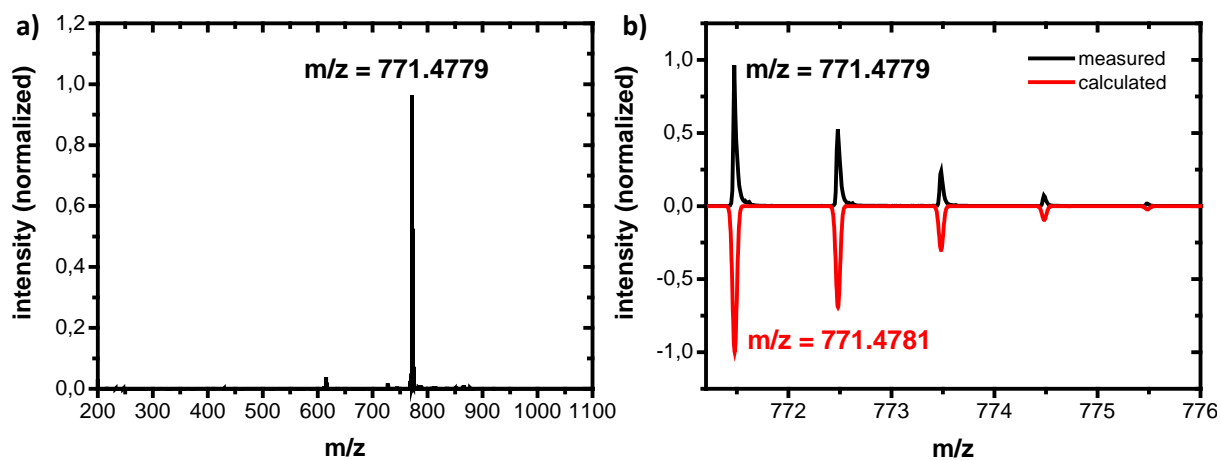 a)
m/z = 771.4779
intensity (normalized)
1,2
1,0
0,8
0,6
0,4
0,2
0,0
200 300 400 500 600 700 800 900 1000 1100
m/z
b)
m/z = 771.4779
measured
calculated
intensity (normalized)
1,0
0,5
0,0
-0,5
-1,0
m/z = 771.4781
772 773 774 775 776
m/z